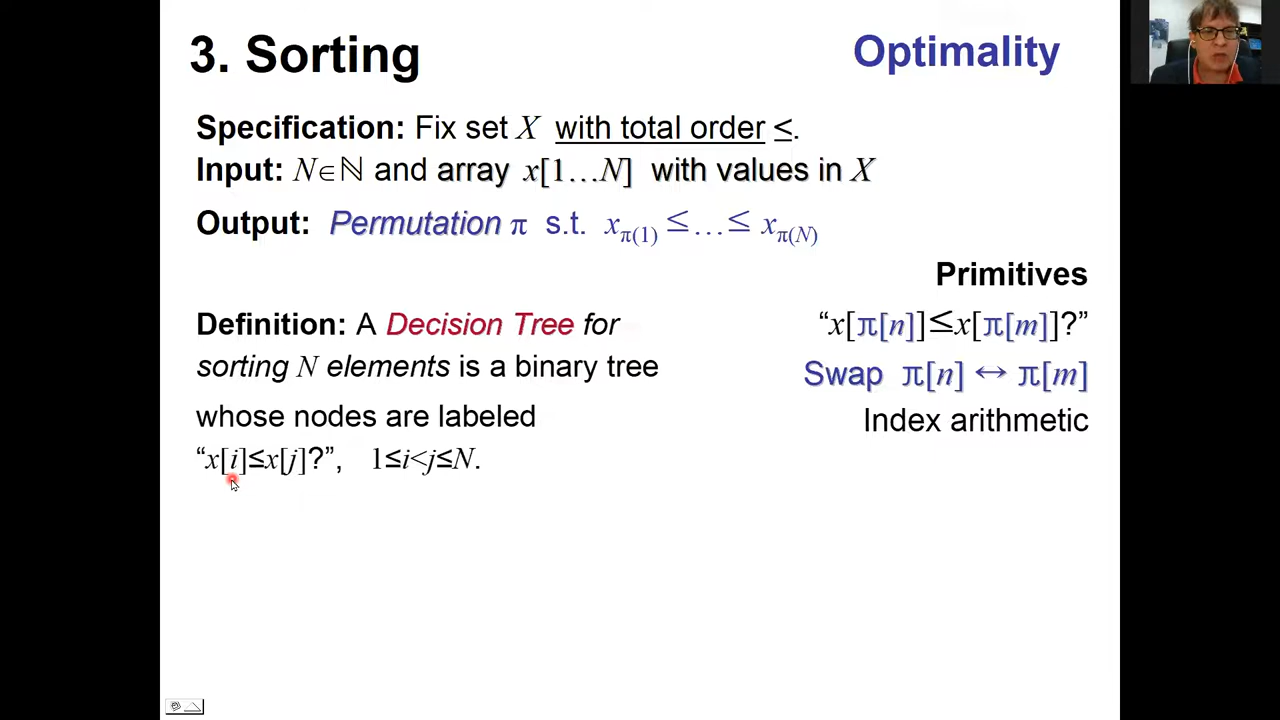 3. Sorting
Optimality
Specification: Fix set X with total order ≤.
Input: N∈ℕ and array x[1…N] with values in X
Output: Permutation π s.t. xπ(1) ≤…≤ xπ(N)
Primitives
Definition: A Decision Tree for
“x[π[n]]≤x[π[m]]?”
sorting N elements is a binary tree
Swap π[n] ↔ π[m]
whose nodes are labeled
Index arithmetic
“x[i]≤x[j]?”, 1≤i<j≤N.